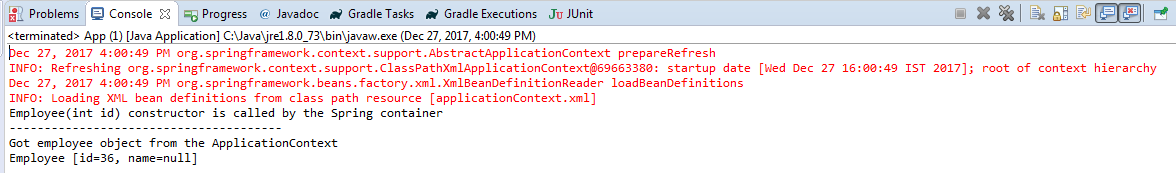 Problems Console Progress @ Javadoc Gradle Tasks Gradle Executions JUnit
<terminated> App (1) [Java Application] C:\Java\jre1.8.0_73\bin\javaw.exe (Dec 27, 2017, 4:00:49 PM)
Dec 27, 2017 4:00:49 PM org.springframework.context.support.AbstractApplicationContext prepareRefresh
INFO: Refreshing org.springframework.context.support.ClassPathXmlApplicationContext@69663380: startup date [Wed Dec 27 16:00:49 IST 2017]; root of context hierarchy
Dec 27, 2017 4:00:49 PM org.springframework.beans.factory.xml.XmlBeanDefinitionReader loadBeanDefinitions
INFO: Loading XML bean definitions from class path resource [applicationContext.xml]
Employee(int id) constructor is called by the Spring container
--------------------------------------
Got employee object from the ApplicationContext
Employee [id=36, name=null]